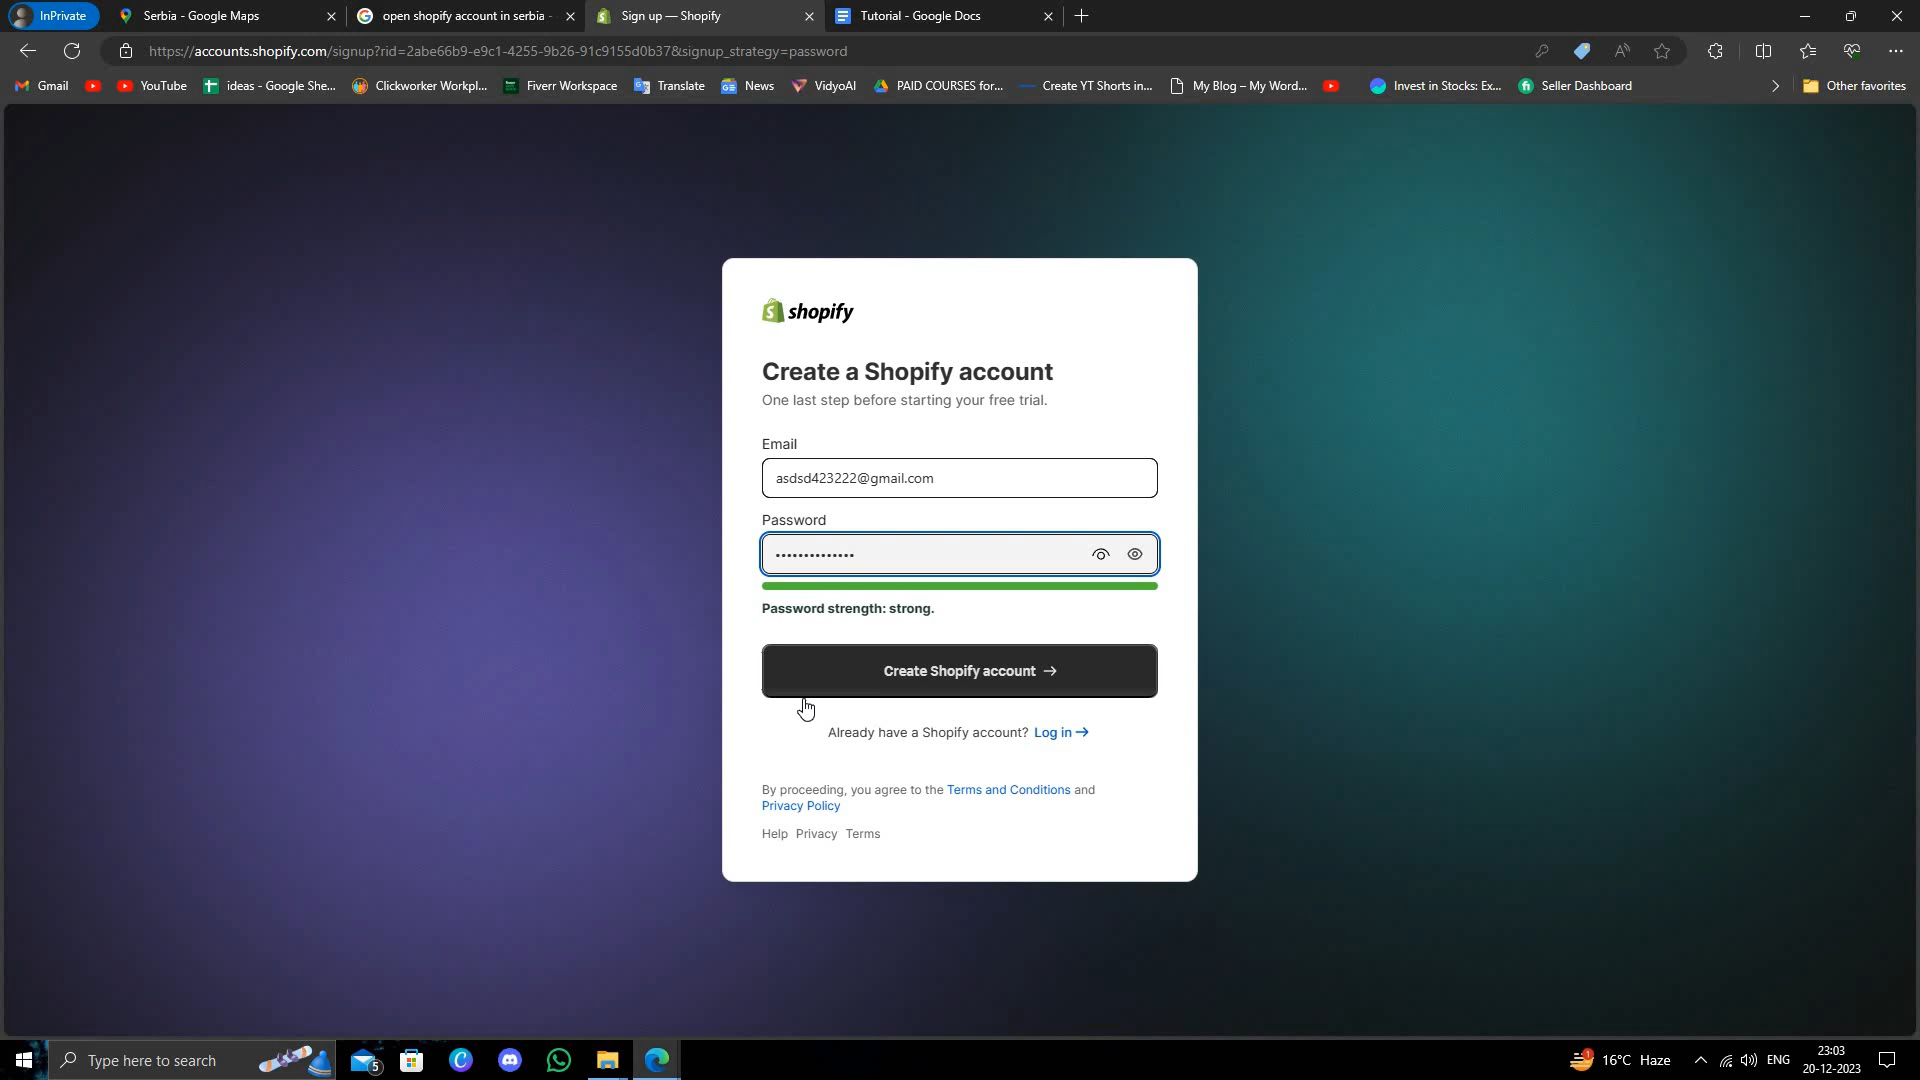 InPrivate
Serbia - Google Maps
open shopify account in serbia -
Sign up — Shopify
Tutorial - Google Docs
https://accounts.shopify.com/signup?rid=2abe66b9-e9c1-4255-9b26-91c9155d0b37&signup_strategy=password
Gmail
YouTube
ideas - Google She...
Clickworker Workpl...
Fiverr Workspace
Translate
News
VidyoAI
PAID COURSES for...
Create YT Shorts in...
My Blog – My Word...
Invest in Stocks: Ex...
Seller Dashboard
Other favorites
shopify
Create a Shopify account
One last step before starting your free trial.
Email
asdsd423222@gmail.com
Password
••••••••••••••
Password strength: strong.
Create Shopify account →
Already have a Shopify account? Log in →
By proceeding, you agree to the Terms and Conditions and
Privacy Policy
Help Privacy Terms
Type here to search
5
1
16°C Haze
ENG
23:03
20-12-2023